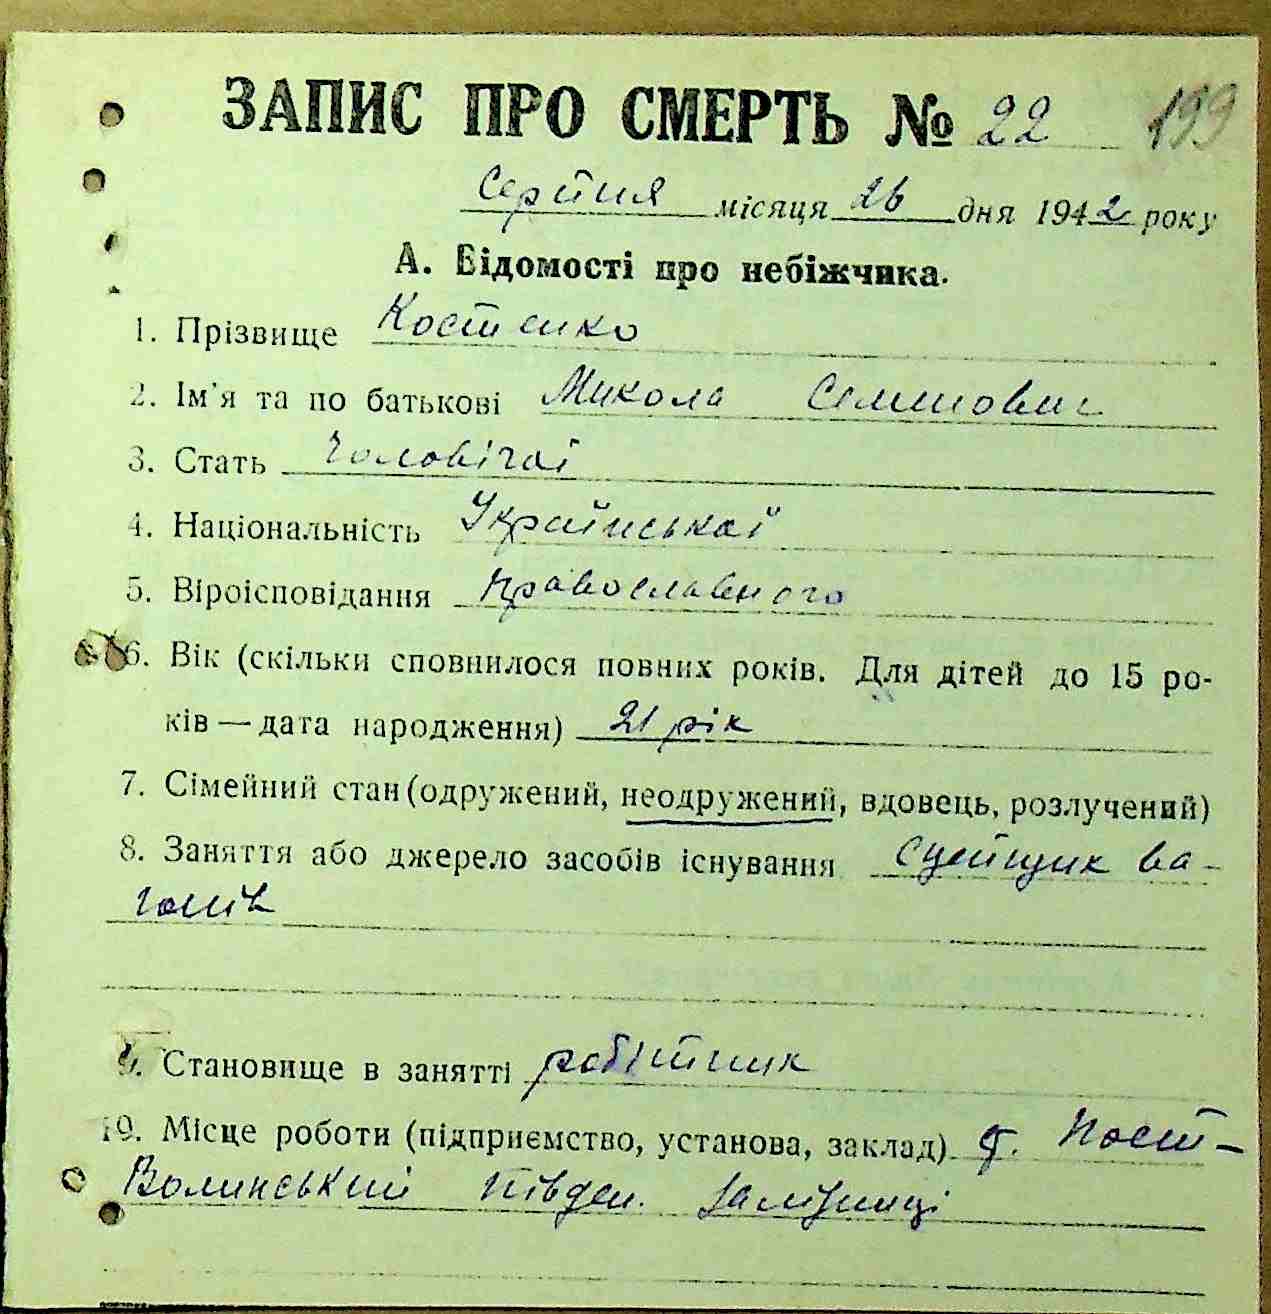 ЗАПИС ПРО СМЕРТЬ № 22 199
Серпня місяця 26 дня 1942 року
А. Відомості про небіжчика.
1. Прізвище Костенко
2. Ім'я та по батькові Микола Семенович
3. Стать Чоловічої
4. Національність Української
5. Віроісповідання Православного
6. Вік (скільки сповнилося повних років. Для дітей до 15 ро-
ків — дата народження) 21 рік
7. Сімейний стан (одружений, неодружений, вдовець, розлучений)
8. Заняття або джерело засобів існування Сцепщик ва-
гонів
9. Становище в занятті робітник
10. Місце роботи (підприємство, установа, заклад) Пост-
Волинський Півден. Залізниці